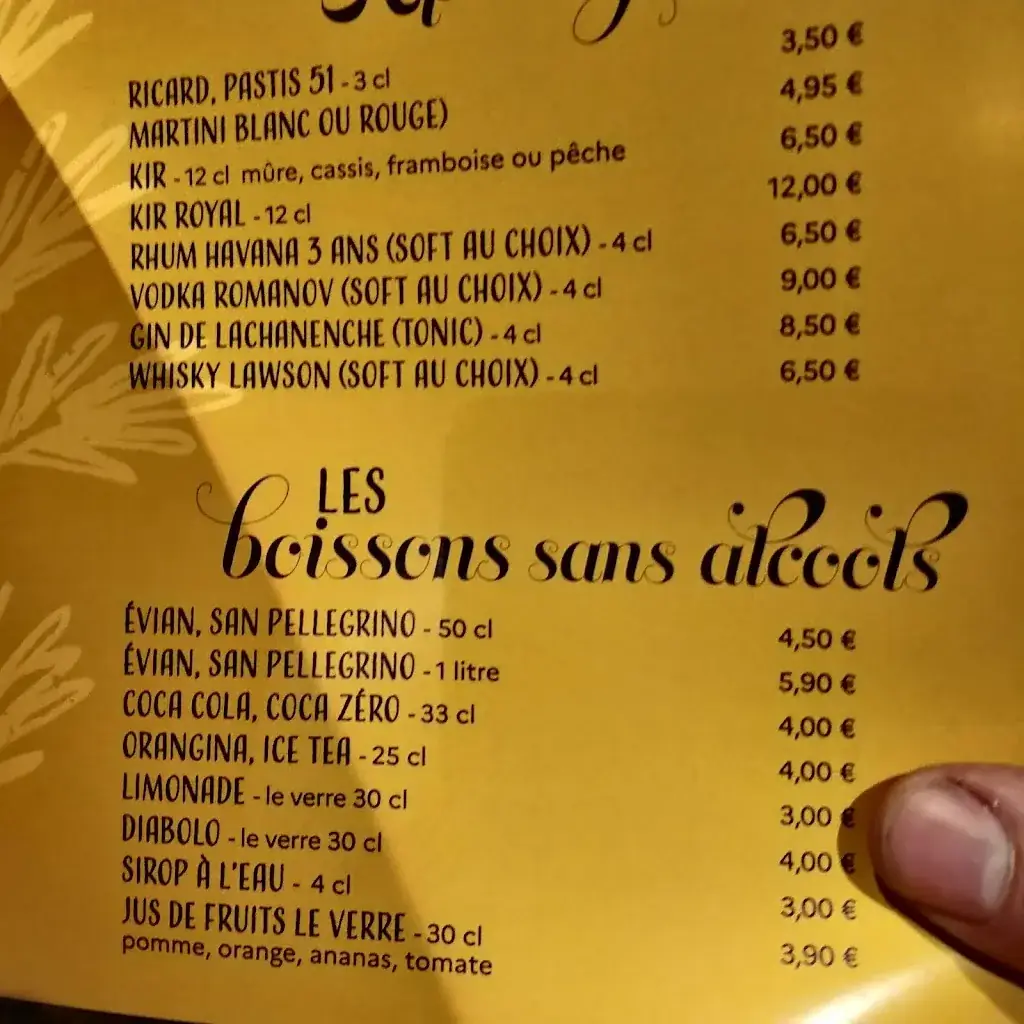 RICARD, PASTIS 51 - 3 cl 3,50 €
MARTINI BLANC OU ROUGE) 4,95 €
KIR - 12 cl mûre, cassis, framboise ou pêche 6,50 €
KIR ROYAL - 12 cl 12,00 €
RHUM HAVANA 3 ANS (SOFT AU CHOIX) - 4 cl 6,50 €
VODKA ROMANOV (SOFT AU CHOIX) - 4 cl 9,00 €
GIN DE LACHANENCHE (TONIC) - 4 cl 8,50 €
WHISKY LAWSON (SOFT AU CHOIX) - 4 cl 6,50 €
LES
boissons sans alcools
ÉVIAN, SAN PELLEGRINO - 50 cl 4,50 €
ÉVIAN, SAN PELLEGRINO - 1 litre 5,90 €
COCA COLA, COCA ZÉRO - 33 cl 4,00 €
ORANGINA, ICE TEA - 25 cl 4,00 €
LIMONADE - le verre 30 cl 3,00 €
DIABOLO - le verre 30 cl 4,00 €
SIROP À L'EAU - 4 cl 3,00 €
JUS DE FRUITS LE VERRE - 30 cl 3,90 €
pomme, orange, ananas, tomate